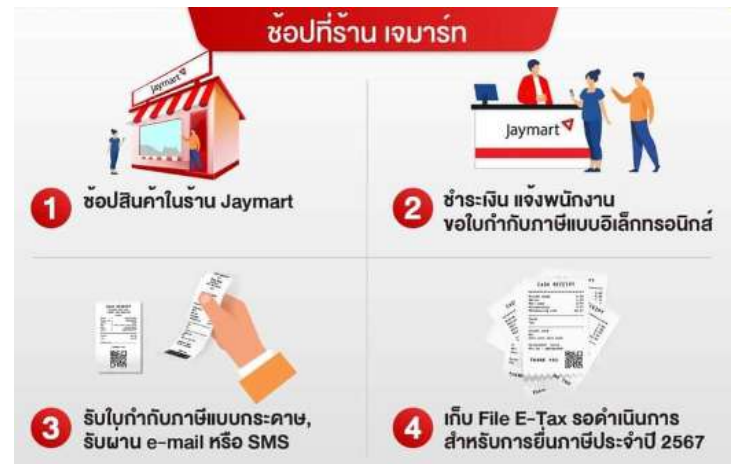 ช้อปที่ร้าน เจมาร์ท
Jaymart
Jaymart
1
ช้อปสินค้าในร้าน Jaymart
2
ชำระเงิน แจ้งพนักงาน
ขอใบกำกับภาษีแบบอิเล็กทรอนิกส์
CASH RECEIPT
THANK YOU
3
รับใบกำกับภาษีแบบกระดาษ,
รับผ่าน e-mail หรือ SMS
4
เก็บ File E-Tax รอดำเนินการ
สำหรับการยื่นภาษีประจำปี 2567